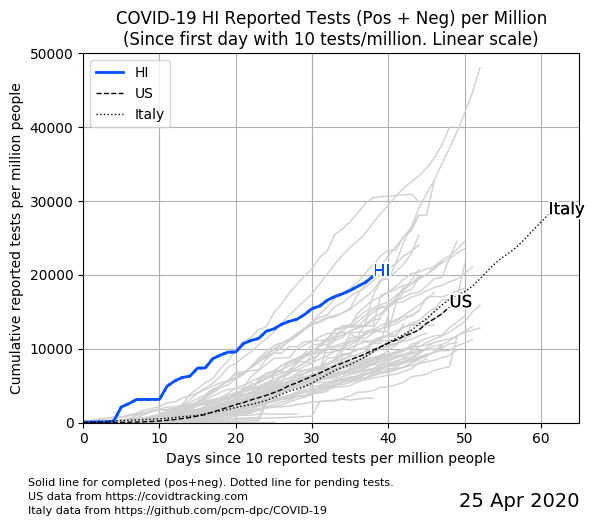 COVID-19 HI Reported Tests (Pos + Neg) per Million
(Since first day with 10 tests/million. Linear scale)
Cumulative reported tests per million people
50000
40000
30000
20000
10000
0
HI
US
Italy
Italy
HI
US
0 10 20 30 40 50 60
Days since 10 reported tests per million people
Solid line for completed (pos+neg). Dotted line for pending tests.
US data from https://covidtracking.com
Italy data from https://github.com/pcm-dpc/COVID-19
25 Apr 2020